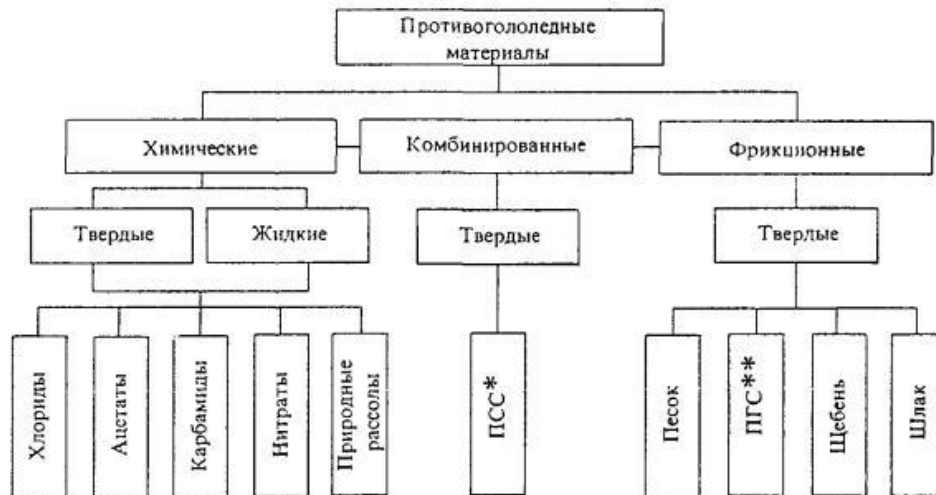 Противогололедные
материалы
Химические
Комбинированные
Фрикционные
Твердые
Жидкие
Твердые
Твердые
Хлориды
Ацетаты
Карбамиды
Нитраты
Природные
рассолы
ПСС*
Песок
ПГС**
Щебень
Шлак